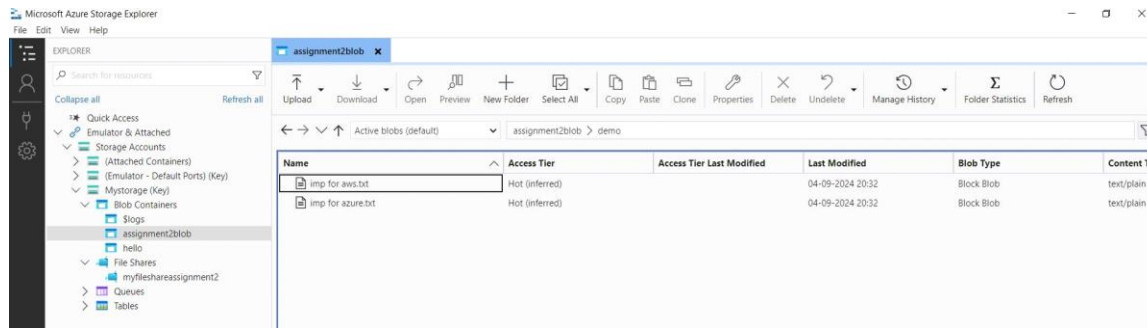 Microsoft Azure Storage Explorer
File Edit View Help
EXPLORER
Search for resources
Collapse all Refresh all
Quick Access
Emulator & Attached
Storage Accounts
(Attached Containers)
(Emulator - Default Ports) (Key)
Mystorage (Key)
Blob Containers
$logs
assignment2blob
hello
File Shares
myfileshareassignment2
Queues
Tables
assignment2blob
Upload Download Open Preview New Folder Select All Copy Paste Clone Properties Delete Undelete Manage History Folder Statistics Refresh
Active blobs (default) assignment2blob > demo
Name Access Tier Access Tier Last Modified Last Modified Blob Type Content T
imp for aws.txt Hot (inferred) 04-09-2024 20:32 Block Blob text/plain
imp for azure.txt Hot (inferred) 04-09-2024 20:32 Block Blob text/plain